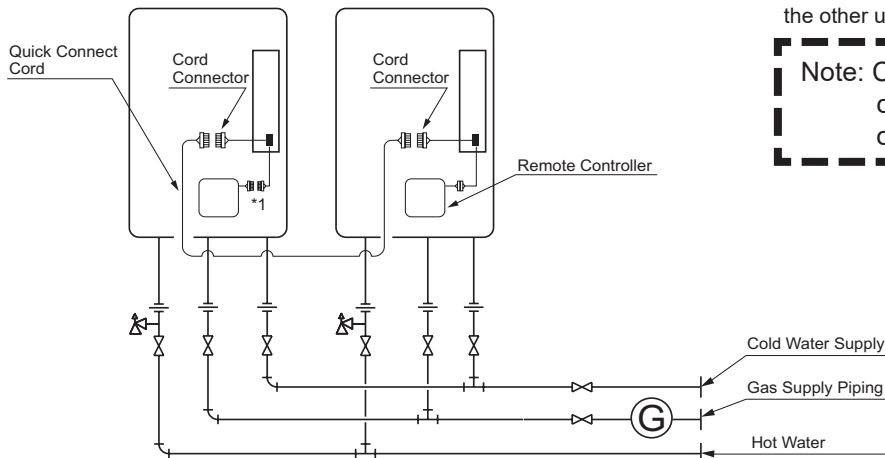 the other u
Note: C
Quick Connect
Cord
Cord
Connector
Cord
Connector
Remote Controller
*1
Cold Water Supply
Gas Supply Piping
G
Hot Water